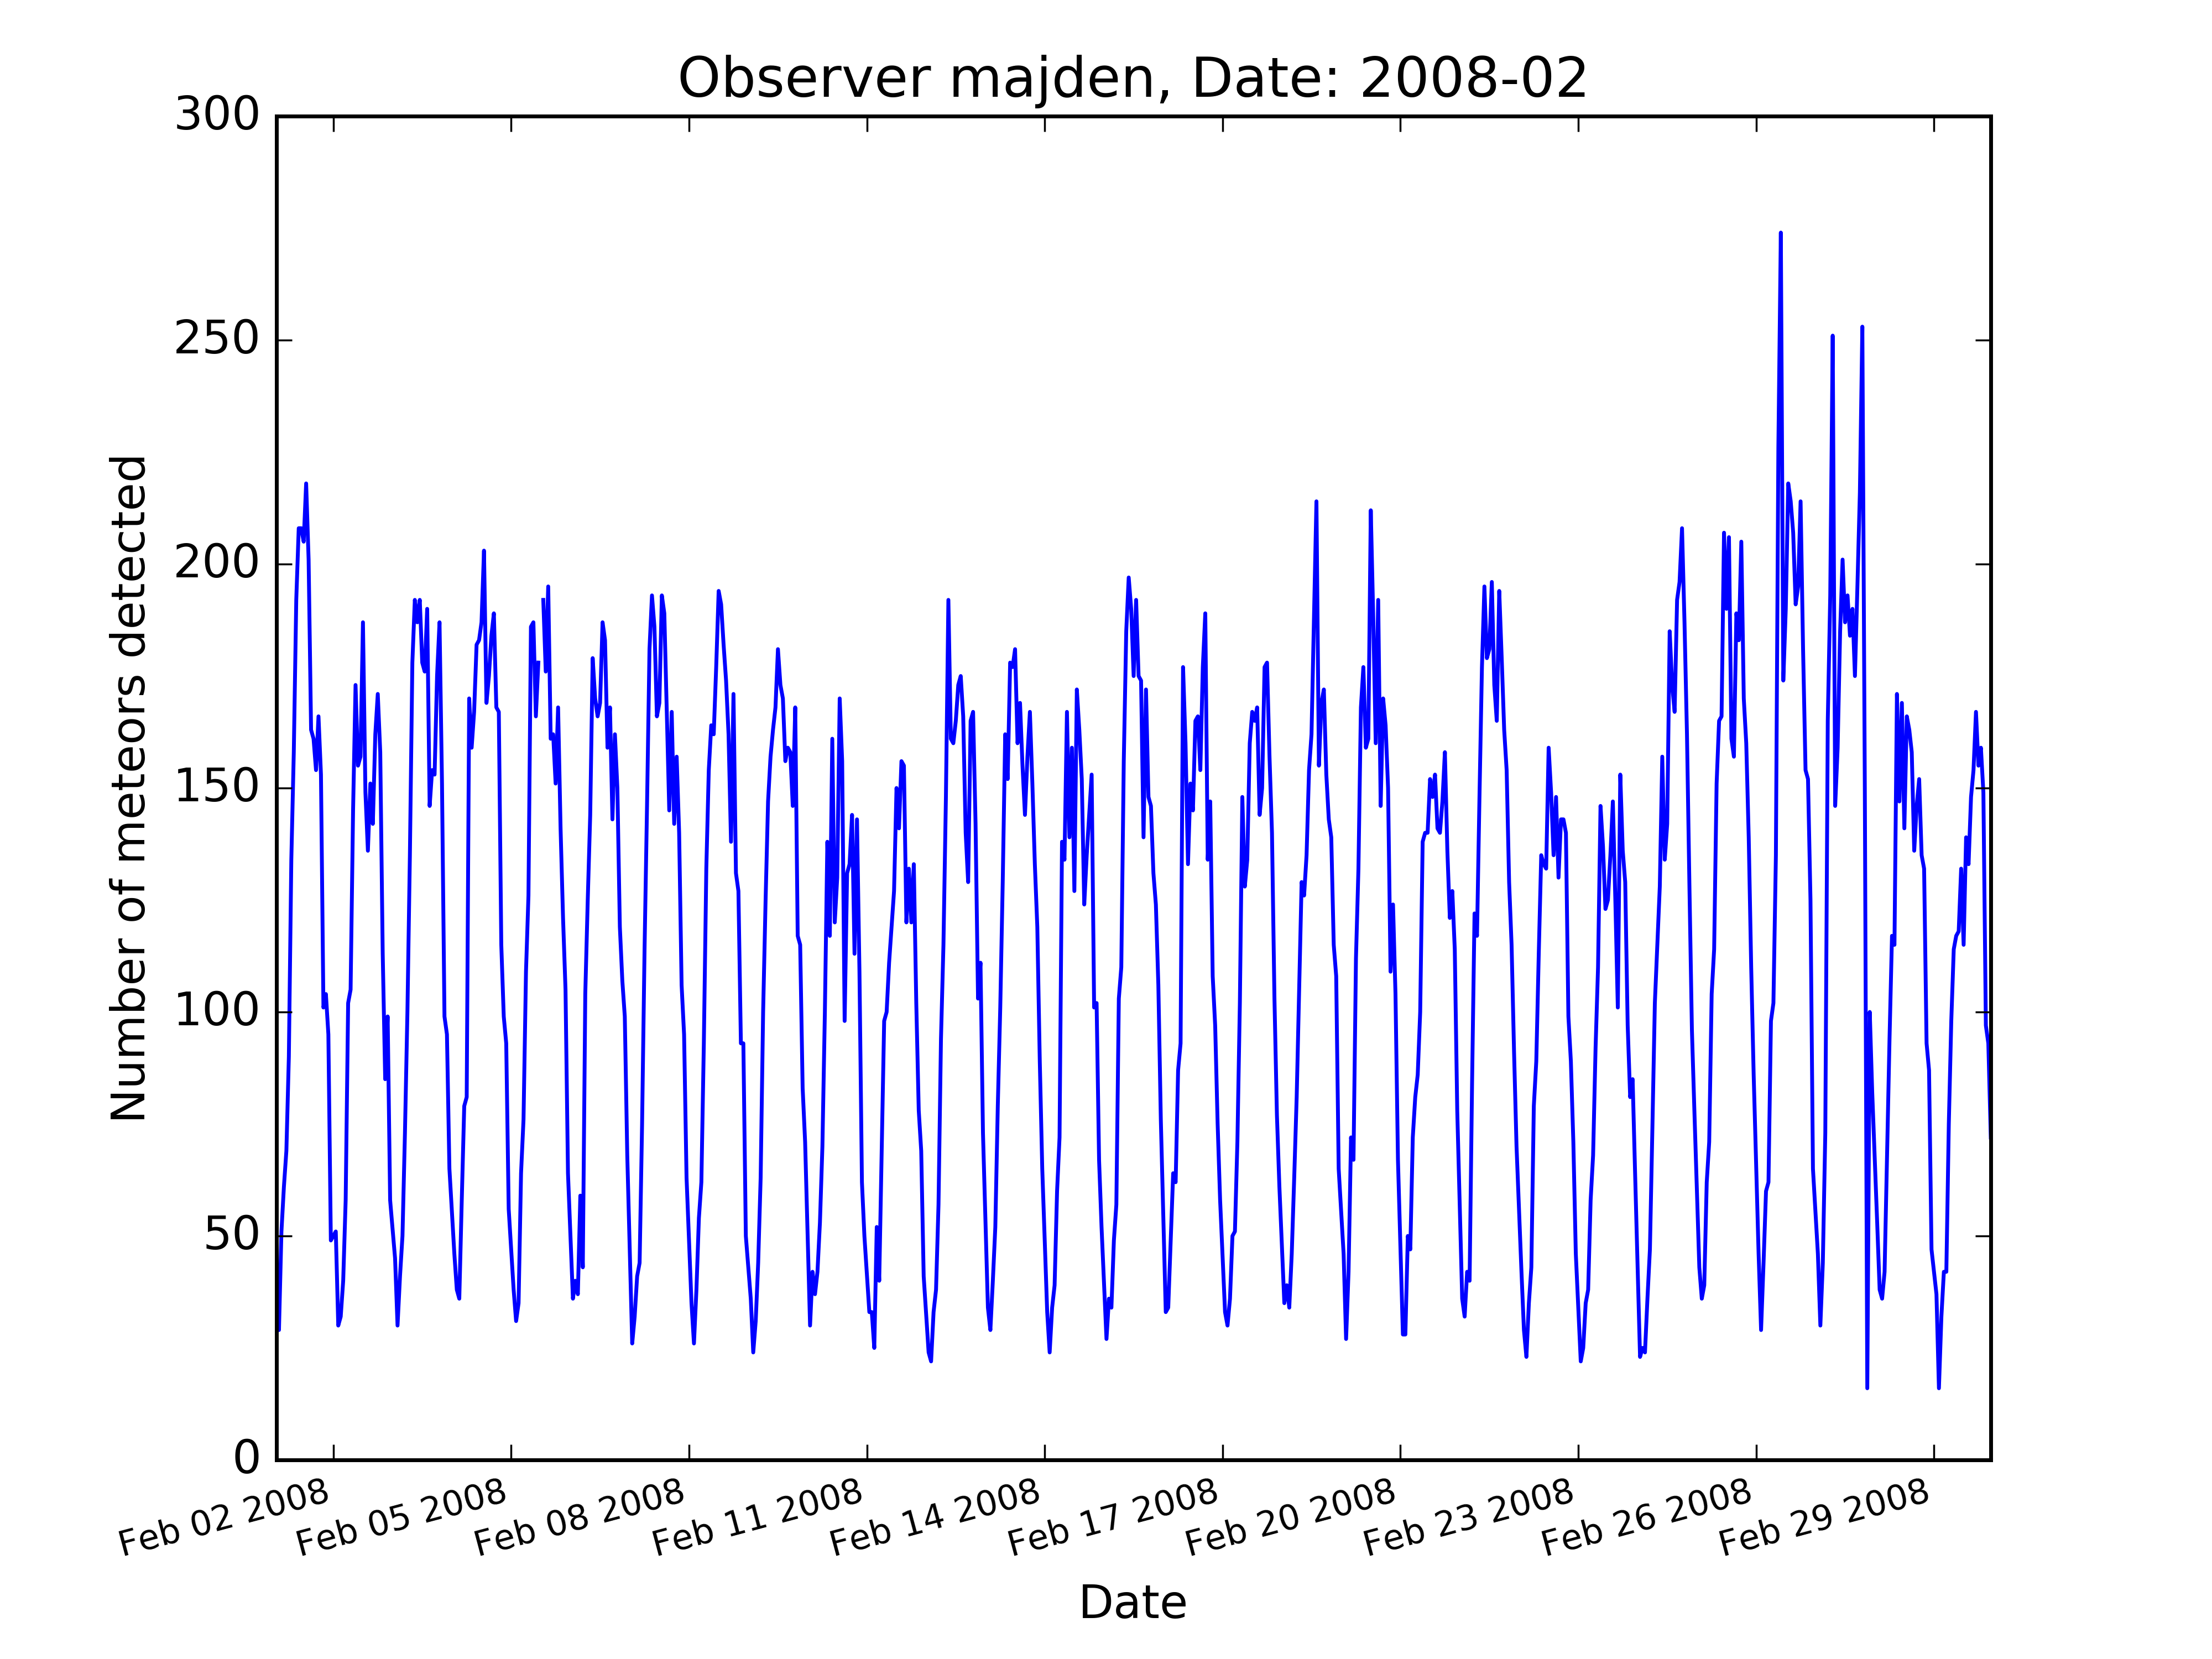 Observer majden, Date: 2008-02
300
250
200
150
100
50
0
Number of meteors detected
Feb 02 2008
Feb 05 2008
Feb 08 2008
Feb 11 2008
Feb 14 2008
Feb 17 2008
Feb 20 2008
Feb 23 2008
Feb 26 2008
Feb 29 2008
Date